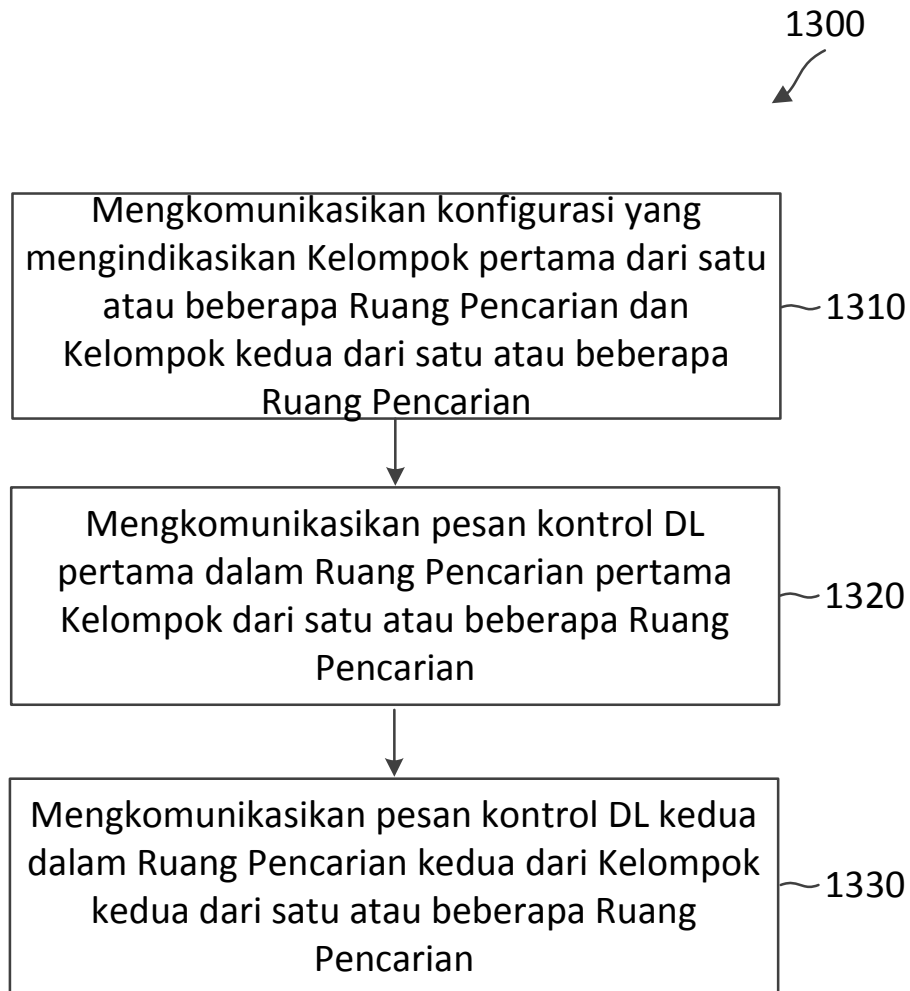 1300
Mengkomunikasikan konfigurasi yang
mengindikasikan Kelompok pertama dari satu
atau beberapa Ruang Pencarian dan
Kelompok kedua dari satu atau beberapa
Ruang Pencarian
1310
Mengkomunikasikan pesan kontrol DL
pertama dalam Ruang Pencarian pertama
Kelompok dari satu atau beberapa Ruang
Pencarian
1320
Mengkomunikasikan pesan kontrol DL kedua
dalam Ruang Pencarian kedua dari Kelompok
kedua dari satu atau beberapa Ruang
Pencarian
1330